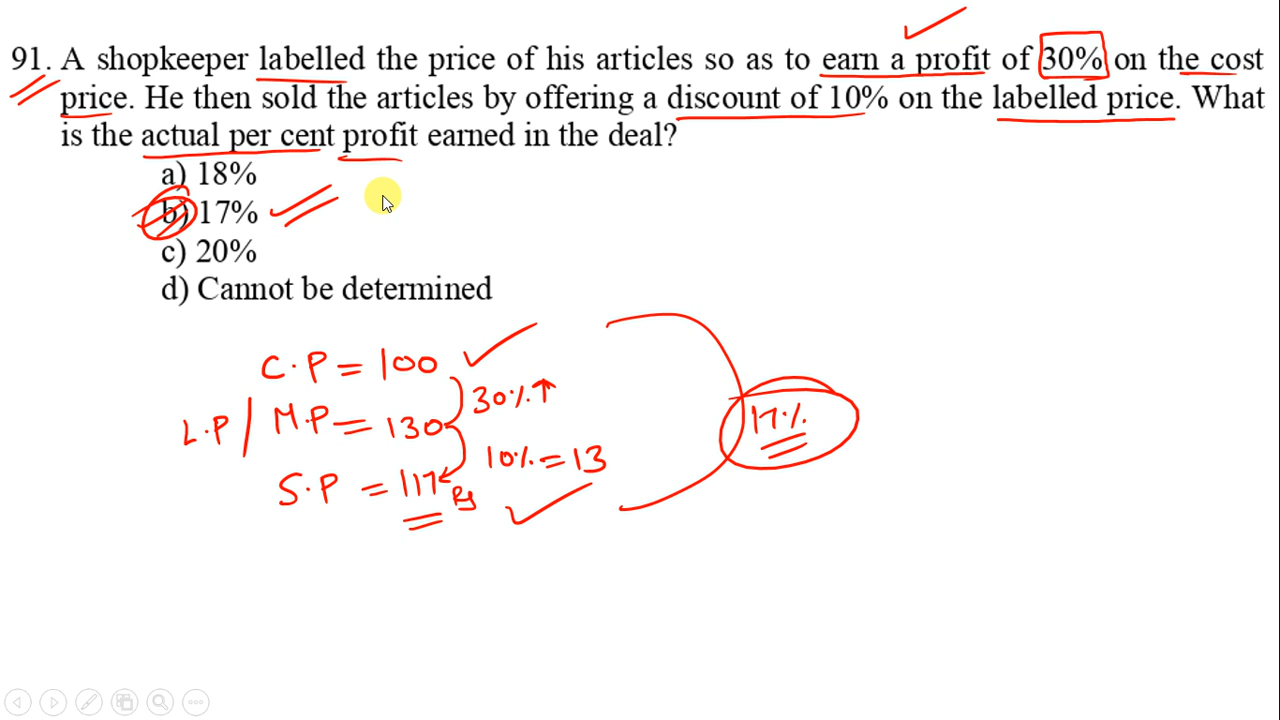 91. A shopkeeper labelled the price of his articles so as to earn a profit of 30% on the cost
price. He then sold the articles by offering a discount of 10% on the labelled price. What
is the actual per cent profit earned in the deal?
a) 18%
b) 17%
c) 20%
d) Cannot be determined
C.P = 100
30%↑
L.P / M.P = 130
17%
10% = 13
S.P = 117 Rs